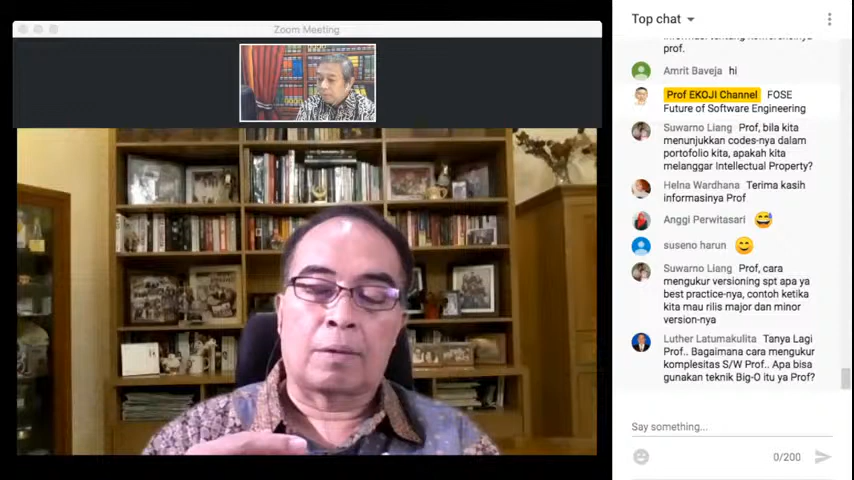 Zoom Meeting
Top chat
prof.
Amrit Baveja hi
Prof EKOJI Channel FOSE
Future of Software Engineering
Suwarno Liang Prof, bila kita
menunjukkan codes-nya dalam
portofolio kita, apakah kita
melanggar Intellectual Property?
Helna Wardhana Terima kasih
informasinya Prof
Anggi Perwitasari 😅
suseno harun 😊
Suwarno Liang Prof, cara
mengukur versioning spt apa ya
best practice-nya, contoh ketika
kita mau rilis major dan minor
version-nya
Luther Latumakulita Tanya Lagi
Prof.. Bagaimana cara mengukur
komplesitas S/W Prof.. Apa bisa
gunakan teknik Big-O itu ya Prof?
Say something...
0/200